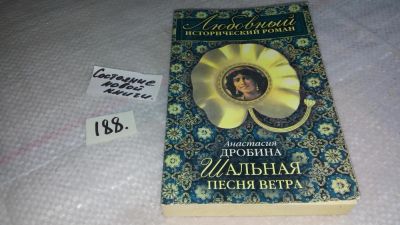 Состояние
новой
книги.
188.
Любовный
ИСТОРИЧЕСКИЙ РОМАН
Анастасия
ДРОБИНА
ШАЛЬНАЯ
ПЕСНЯ ВЕТРА